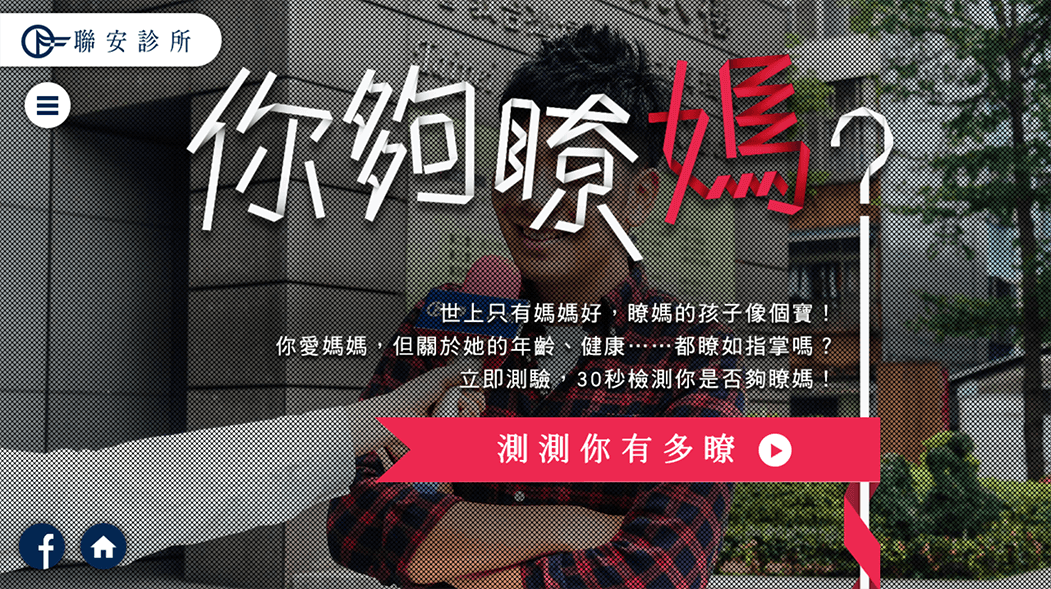 聯安診所
你夠瞭媽?
世上只有媽媽好，瞭媽的孩子像個寶！
你愛媽媽，但關於她的年齡、健康……都瞭如指掌嗎？
立即測驗，30秒檢測你是否夠瞭媽！
測測你有多瞭